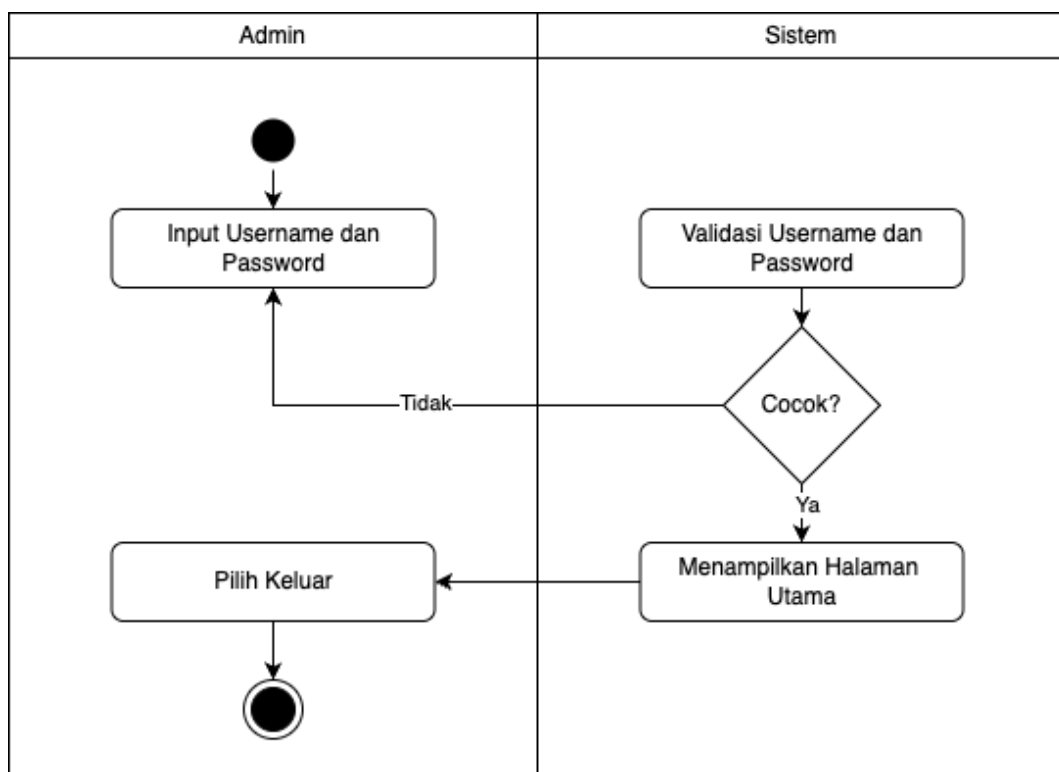 Admin
Sistem
Input Username dan
Password
Validasi Username dan
Password
Cocok?
Tidak
Ya
Menampilkan Halaman
Utama
Pilih Keluar